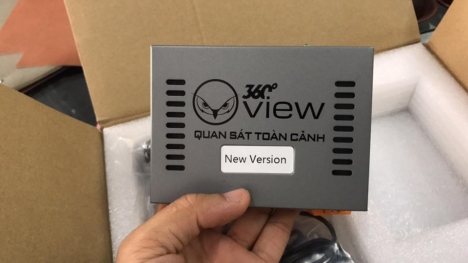 360°
view
QUAN SÁT TOÀN CẢNH
New Version